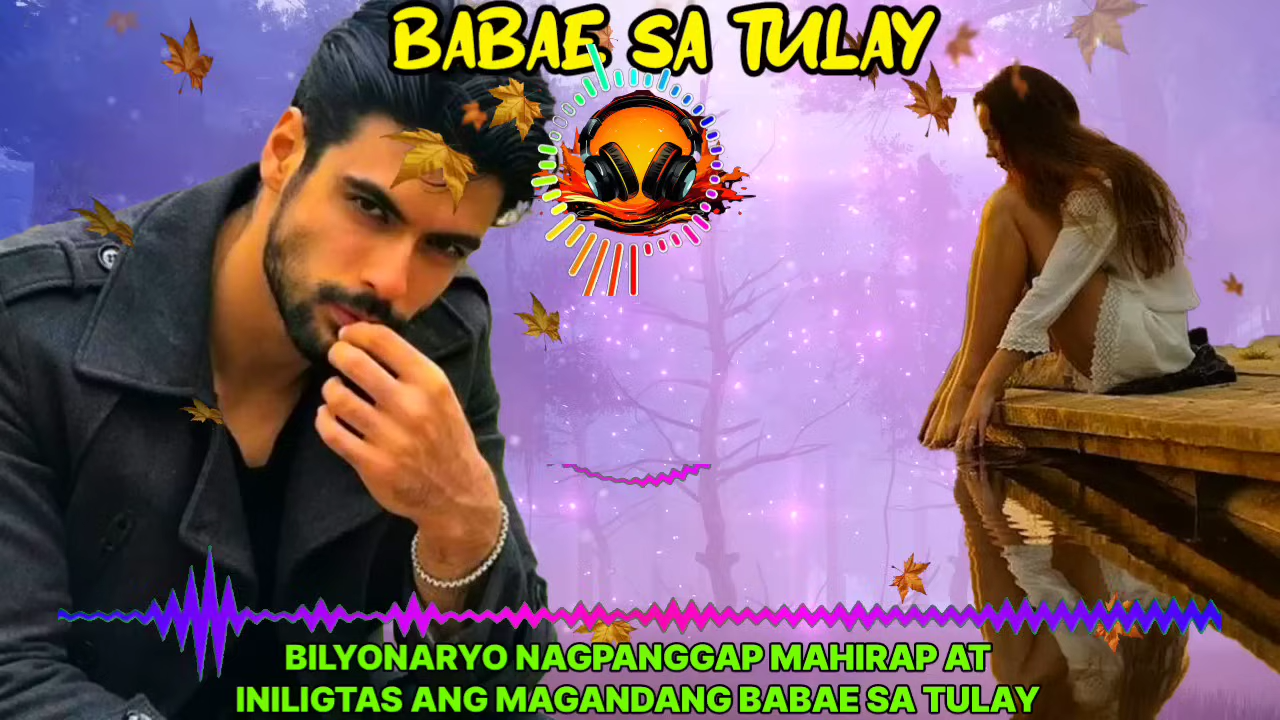 BABAE SA TULAY
BILYONARYO NAGPANGGAP MAHIRAP AT
INILIGTAS ANG MAGANDANG BABAE SA TULAY